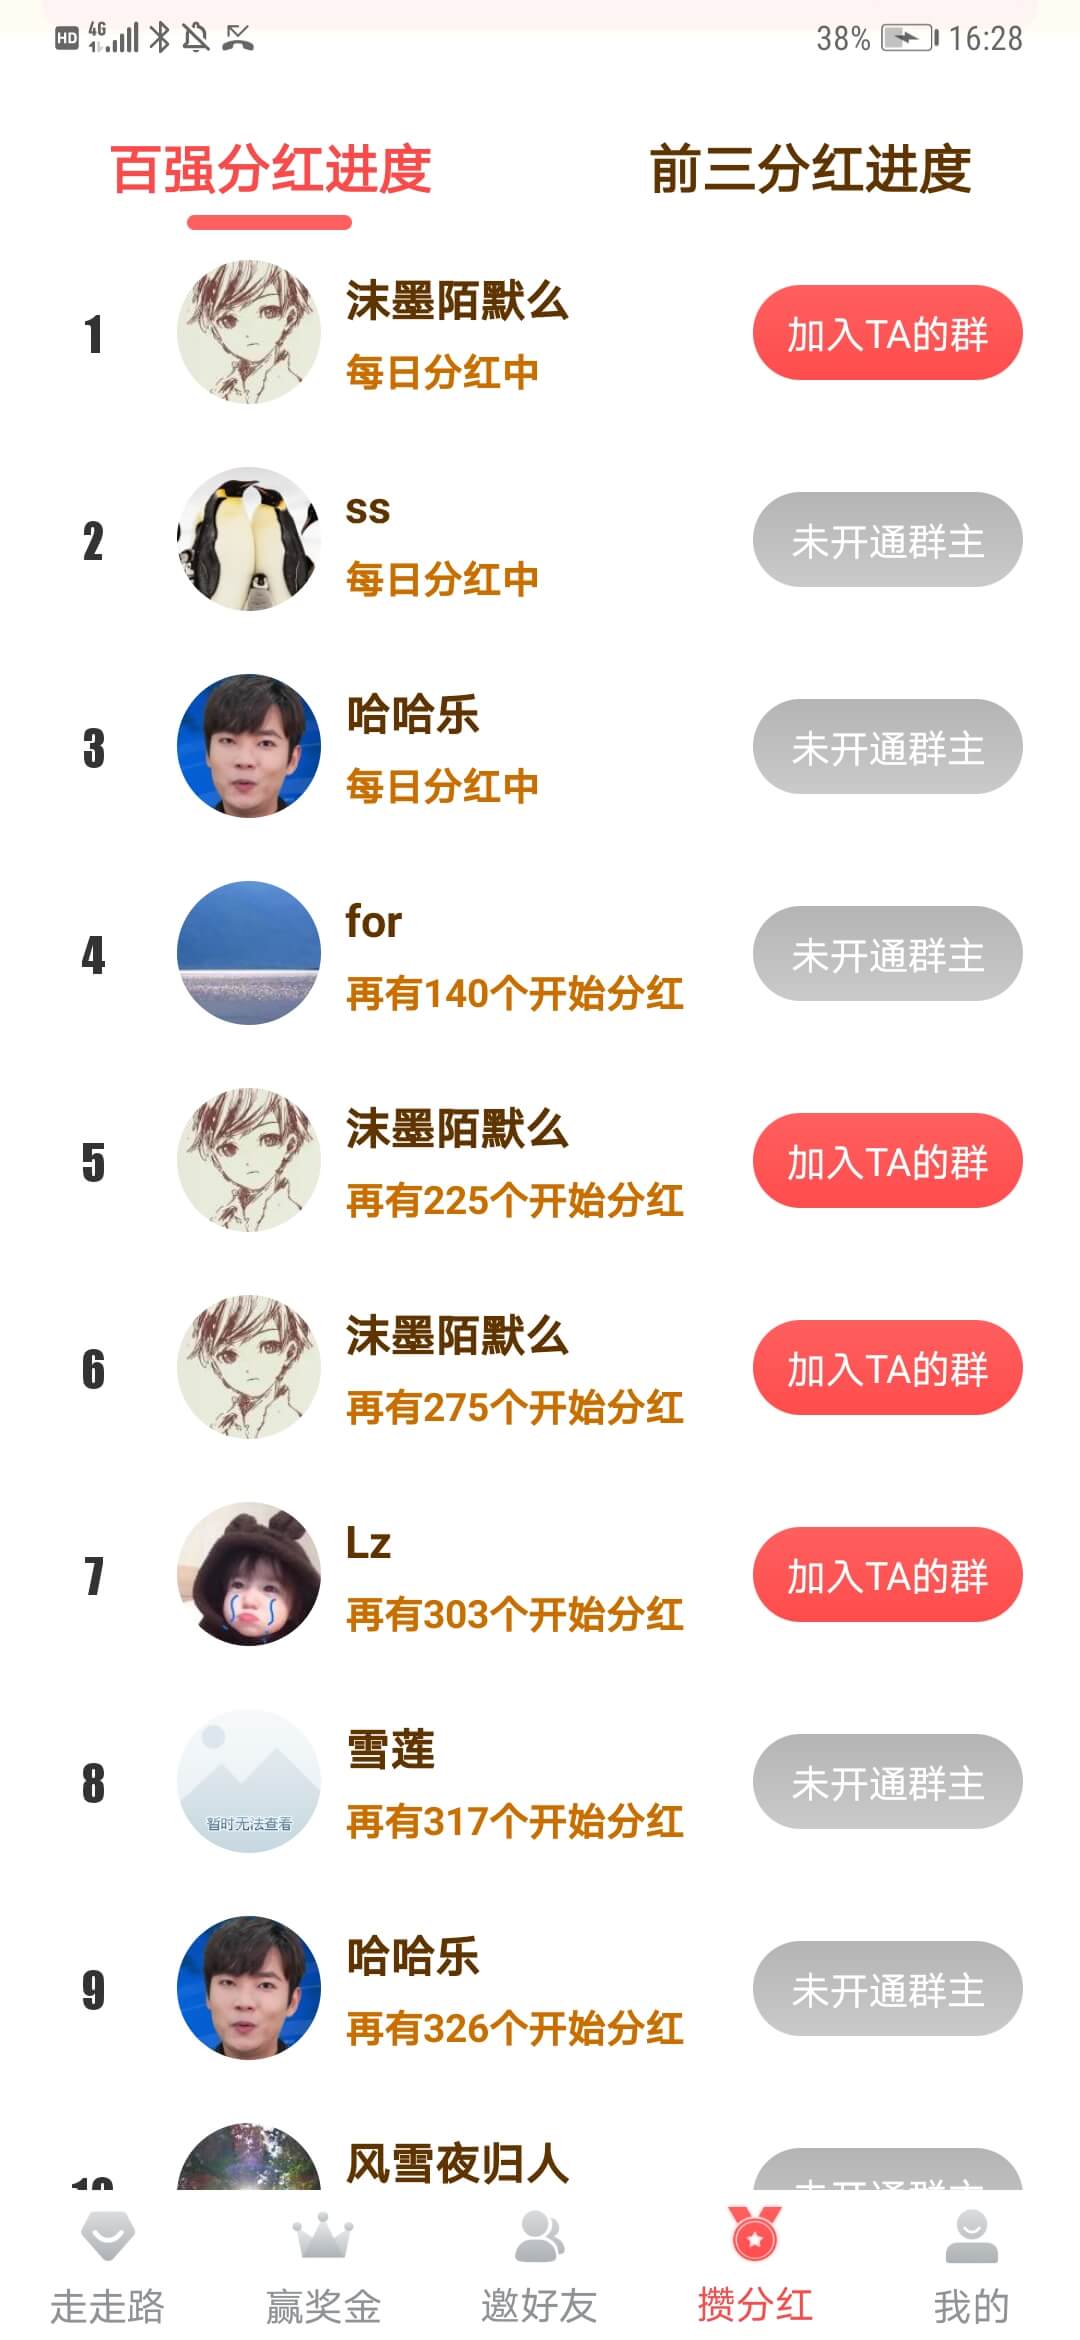 HD 4G 38% 16:28
百强分红进度 前三分红进度
1 沫墨陌默么 加入TA的群
每日分红中
2 ss 未开通群主
每日分红中
3 哈哈乐 未开通群主
每日分红中
4 for 未开通群主
再有140个开始分红
5 沫墨陌默么 加入TA的群
再有225个开始分红
6 沫墨陌默么 加入TA的群
再有275个开始分红
7 Lz 加入TA的群
再有303个开始分红
8 雪莲 未开通群主
暂时无法查看
再有317个开始分红
9 哈哈乐 未开通群主
再有326个开始分红
风雪夜归人
走走路 赢奖金 邀好友 攒分红 我的